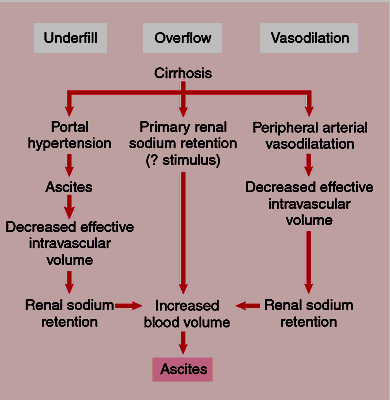 Underfill
Overflow
Vasodilation
Cirrhosis
Portal
hypertension
Primary renal
sodium retention
(? stimulus)
Peripheral arterial
vasodilatation
Ascites
Decreased effective
intravascular
volume
Decreased effective
intravascular
volume
Renal sodium
retention
Increased
blood volume
Renal sodium
retention
Ascites